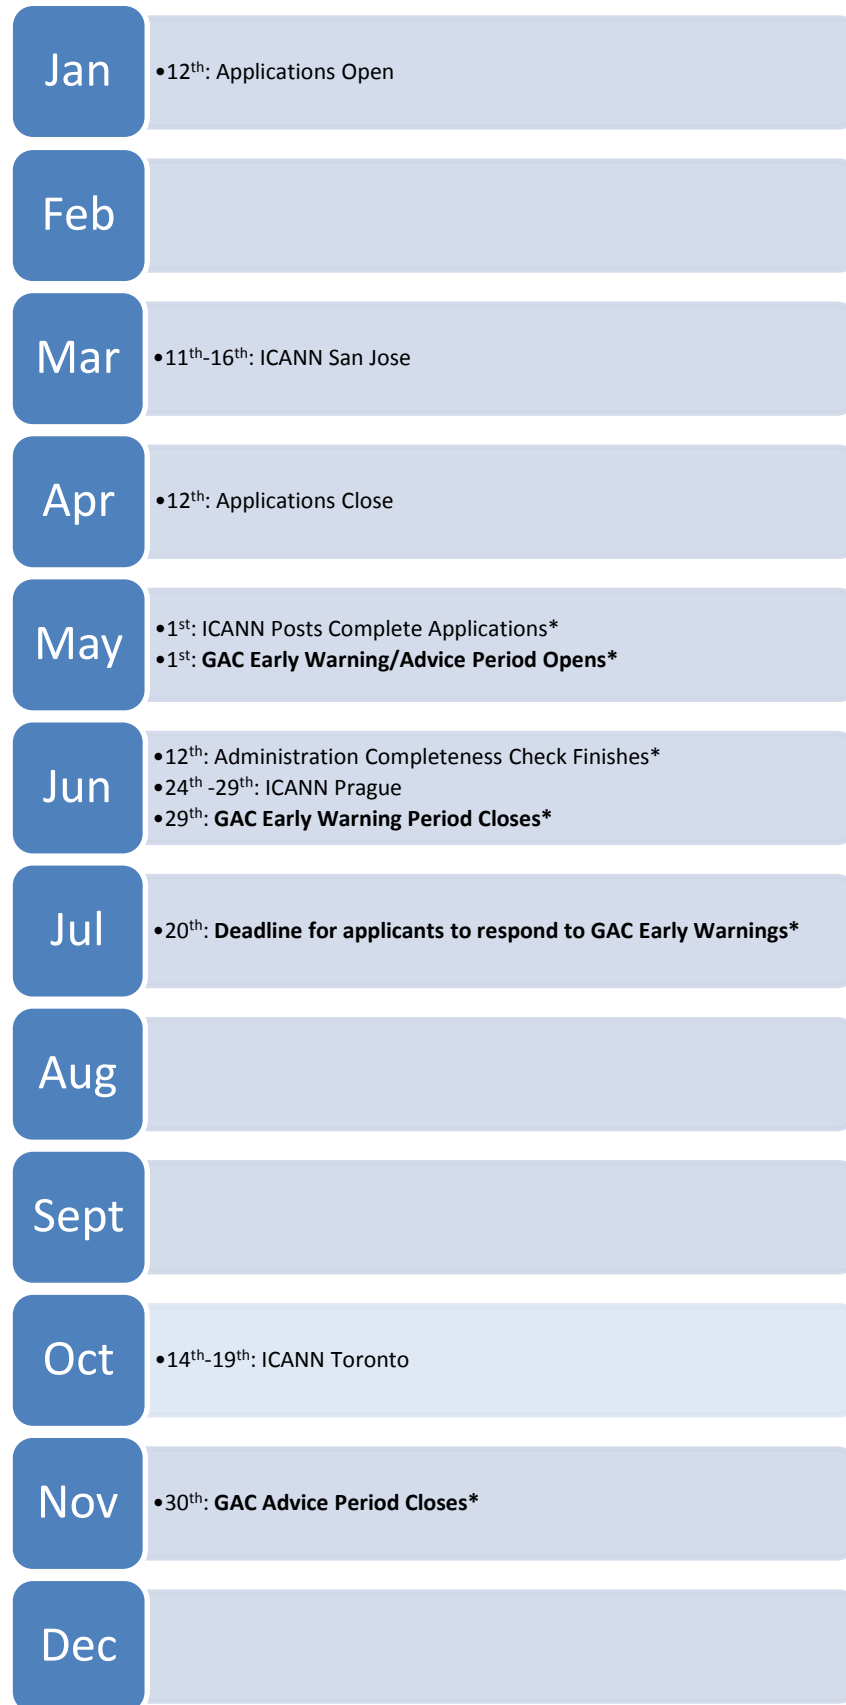 Jan
•12th: Applications Open
Feb
Mar
•11th-16th: ICANN San Jose
Apr
•12th: Applications Close
May
•1st: ICANN Posts Complete Applications*
•1st: GAC Early Warning/Advice Period Opens*
Jun
•12th: Administration Completeness Check Finishes*
•24th -29th: ICANN Prague
•29th: GAC Early Warning Period Closes*
Jul
•20th: Deadline for applicants to respond to GAC Early Warnings*
Aug
Sept
Oct
•14th-19th: ICANN Toronto
Nov
•30th: GAC Advice Period Closes*
Dec